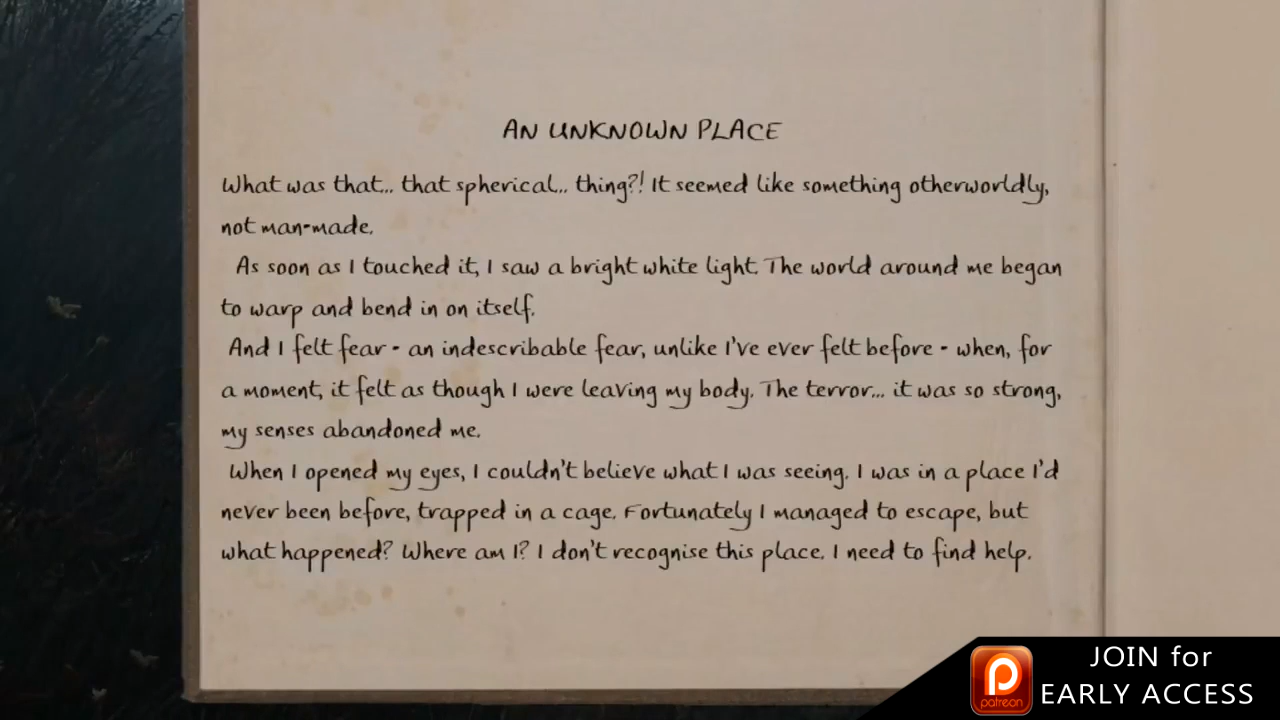 AN UNKNOWN PLACE
What was that... that spherical... thing?! It seemed like something otherworldly,
not man-made.
As soon as I touched it, I saw a bright white light. The world around me began
to warp and bend in on itself.
And I felt fear - an indescribable fear, unlike I've ever felt before - when, for
a moment, it felt as though I were leaving my body. The terror... it was so strong,
my senses abandoned me.
When I opened my eyes, I couldn't believe what I was seeing. I was in a place I'd
never been before, trapped in a cage. Fortunately I managed to escape, but
what happened? Where am I? I don't recognise this place. I need to find help.
JOIN for
EARLY ACCESS
patreon